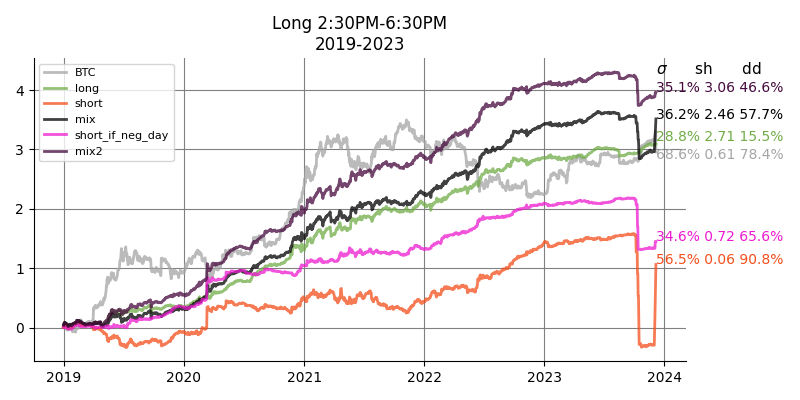 Long 2:30PM-6:30PM
2019-2023
σ sh dd
BTC
long
short
mix
short_if_neg_day
mix2
35.1% 3.06 46.6%
36.2% 2.46 57.7%
28.8% 2.71 15.5%
68.6% 0.61 78.4%
34.6% 0.72 65.6%
56.5% 0.06 90.8%
4
3
2
1
0
2019 2020 2021 2022 2023 2024